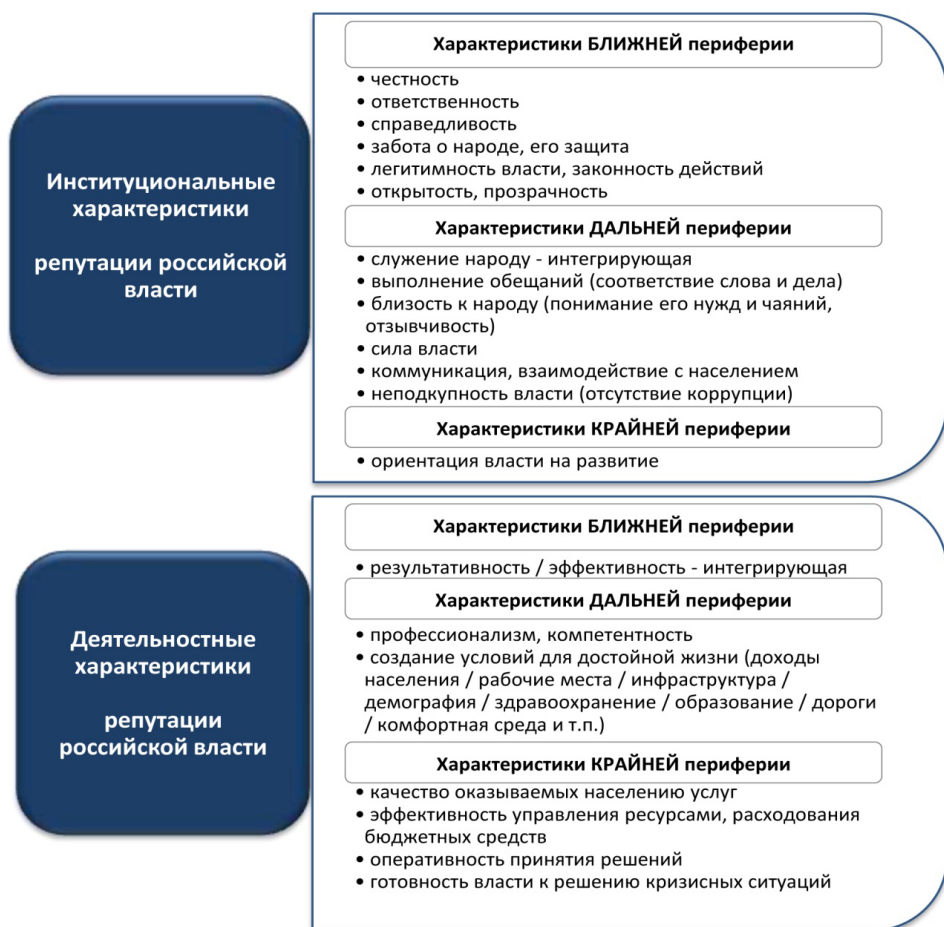 Институциональные
характеристики
репутации российской
власти
Характеристики БЛИЖНЕЙ периферии
• честность
• ответственность
• справедливость
• забота о народе, его защита
• легитимность власти, законность действий
• открытость, прозрачность
Характеристики ДАЛЬНЕЙ периферии
• служение народу - интегрирующая
• выполнение обещаний (соответствие слова и дела)
• близость к народу (понимание его нужд и чаяний,
отзывчивость)
• сила власти
• коммуникация, взаимодействие с населением
• неподкупность власти (отсутствие коррупции)
Характеристики КРАЙНЕЙ периферии
• ориентация власти на развитие
Деятельностные
характеристики
репутации
российской власти
Характеристики БЛИЖНЕЙ периферии
• результативность / эффективность - интегрирующая
Характеристики ДАЛЬНЕЙ периферии
• профессионализм, компетентность
• создание условий для достойной жизни (доходы
населения / рабочие места / инфраструктура /
демография / здравоохранение / образование / дороги
/ комфортная среда и т.п.)
Характеристики КРАЙНЕЙ периферии
• качество оказываемых населению услуг
• эффективность управления ресурсами, расходования
бюджетных средств
• оперативность принятия решений
• готовность власти к решению кризисных ситуаций